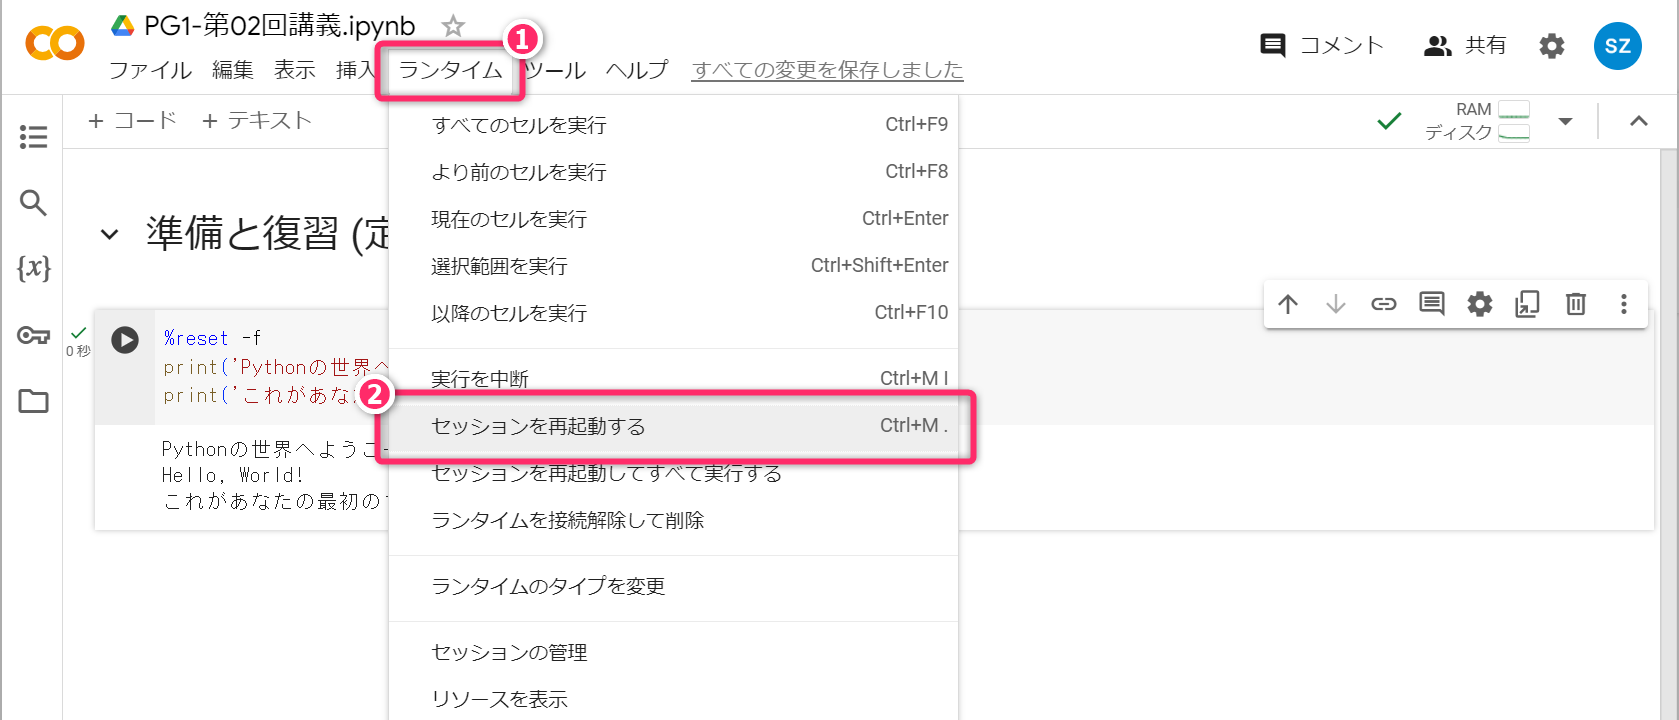 PG1-第02回講義.ipynb
ファイル 編集 表示 挿入 ランタイム ツール ヘルプ すべての変更を保存しました
コメント 共有 SZ
1
+ コード + テキスト
RAM
ディスク
すべてのセルを実行 Ctrl+F9
より前のセルを実行 Ctrl+F8
現在のセルを実行 Ctrl+Enter
選択範囲を実行 Ctrl+Shift+Enter
以降のセルを実行 Ctrl+F10
実行を中断 Ctrl+M I
2
セッションを再起動する Ctrl+M .
セッションを再起動してすべて実行する
ランタイムを接続解除して削除
ランタイムのタイプを変更
セッションの管理
リソースを表示
準備と復習 (定
{x}
0 秒
%reset -f
print('Pythonの世界へ
print('これがあな
Pythonの世界へようこ
Hello, World!
これがあなたの最初の